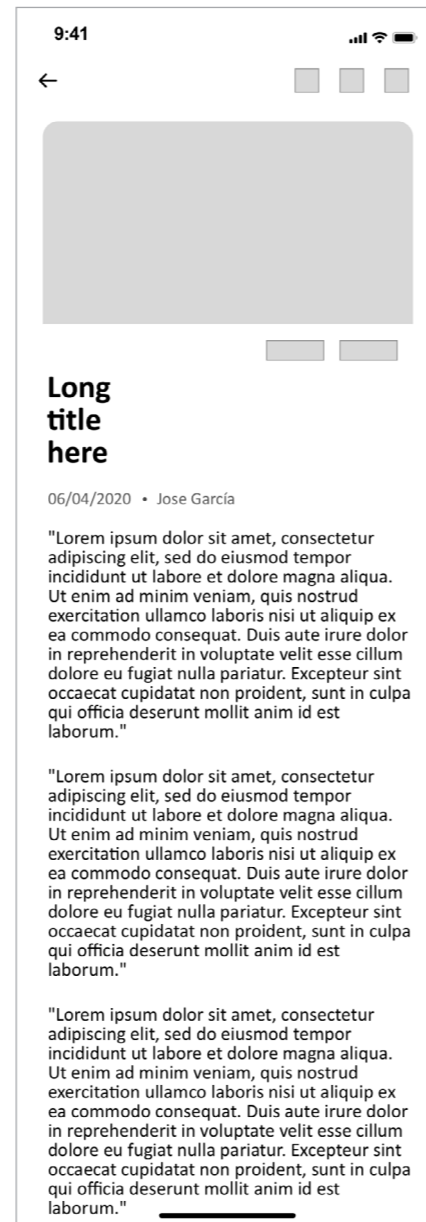 9:41
Long
title
here
06/04/2020 • Jose García
"Lorem ipsum dolor sit amet, consectetur
adipiscing elit, sed do eiusmod tempor
incididunt ut labore et dolore magna aliqua.
Ut enim ad minim veniam, quis nostrud
exercitation ullamco laboris nisi ut aliquip ex
ea commodo consequat. Duis aute irure dolor
in reprehenderit in voluptate velit esse cillum
dolore eu fugiat nulla pariatur. Excepteur sint
occaecat cupidatat non proident, sunt in culpa
qui officia deserunt mollit anim id est
laborum."
"Lorem ipsum dolor sit amet, consectetur
adipiscing elit, sed do eiusmod tempor
incididunt ut labore et dolore magna aliqua.
Ut enim ad minim veniam, quis nostrud
exercitation ullamco laboris nisi ut aliquip ex
ea commodo consequat. Duis aute irure dolor
in reprehenderit in voluptate velit esse cillum
dolore eu fugiat nulla pariatur. Excepteur sint
occaecat cupidatat non proident, sunt in culpa
qui officia deserunt mollit anim id est
laborum."
"Lorem ipsum dolor sit amet, consectetur
adipiscing elit, sed do eiusmod tempor
incididunt ut labore et dolore magna aliqua.
Ut enim ad minim veniam, quis nostrud
exercitation ullamco laboris nisi ut aliquip ex
ea commodo consequat. Duis aute irure dolor
in reprehenderit in voluptate velit esse cillum
dolore eu fugiat nulla pariatur. Excepteur sint
occaecat cupidatat non proident, sunt in culpa
qui officia deserunt mollit anim id est
laborum."